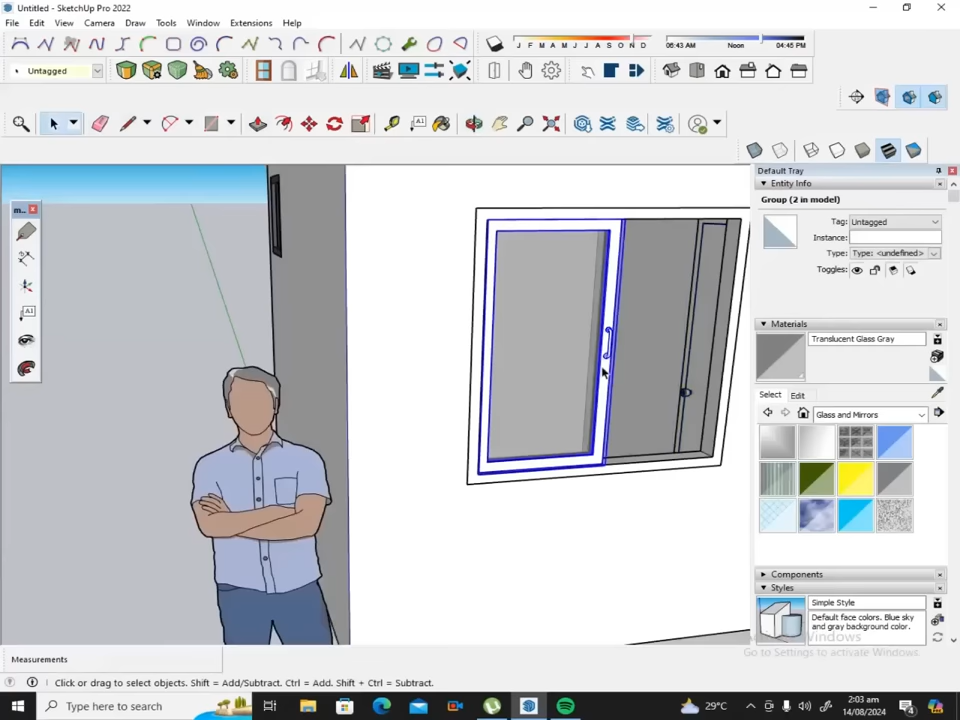 Untitled - SketchUp Pro 2022
File Edit View Camera Draw Tools Window Extensions Help
J F M A M J J A S O N D
06:43 AM Noon 04:45 PM
Untagged
Default Tray
Entity Info
m...
Group (2 in model)
Tag: Untagged
Instance:
Type: Type: <undefined>
Toggles:
A1
Materials
Translucent Glass Gray
Select Edit
Glass and Mirrors
Components
Styles
Simple Style
Default face colors. Blue sky
and gray background color.
Activate Windows
Go to Settings to activate Windows.
Measurements
Click or drag to select objects. Shift = Add/Subtract. Ctrl = Add. Shift + Ctrl = Subtract.
Type here to search
29°C
2:03 am
14/08/2024
4